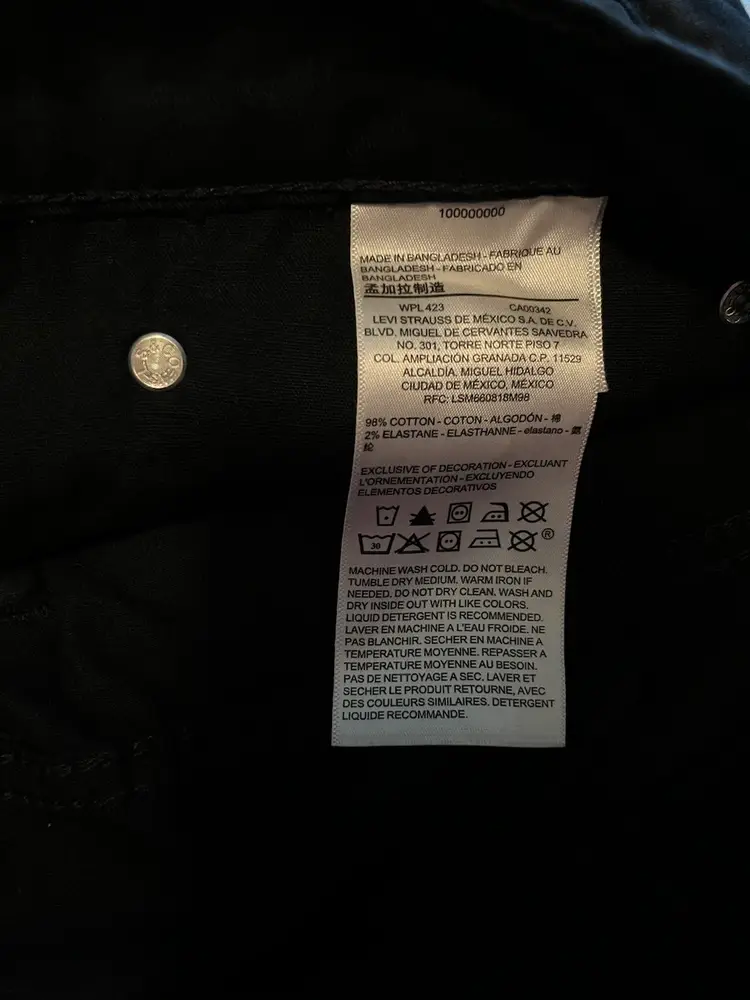 100000000
MADE IN BANGLADESH - FABRIQUE AU
BANGLADESH - FABRICADO EN
BANGLADESH
孟加拉制造
WPL 423 CA00342
LEVI STRAUSS DE MÉXICO S.A. DE C.V.
BLVD. MIGUEL DE CERVANTES SAAVEDRA
NO. 301, TORRE NORTE PISO 7
COL. AMPLIACIÓN GRANADA C.P. 11529
ALCALDÍA. MIGUEL HIDALGO
CIUDAD DE MÉXICO, MÉXICO
RFC: LSM660818M98
98% COTTON - COTON - ALGODÓN - 棉
2% ELASTANE - ELASTHANNE - elastano - 氨
纶
EXCLUSIVE OF DECORATION - EXCLUANT
L'ORNEMENTATION - EXCLUYENDO
ELEMENTOS DECORATIVOS
30 ®
MACHINE WASH COLD. DO NOT BLEACH.
TUMBLE DRY MEDIUM. WARM IRON IF
NEEDED. DO NOT DRY CLEAN. WASH AND
DRY INSIDE OUT WITH LIKE COLORS.
LIQUID DETERGENT IS RECOMMENDED.
LAVER EN MACHINE A L'EAU FROIDE. NE
PAS BLANCHIR. SECHER EN MACHINE A
TEMPERATURE MOYENNE. REPASSER A
TEMPERATURE MOYENNE AU BESOIN.
PAS DE NETTOYAGE A SEC. LAVER ET
SECHER LE PRODUIT RETOURNE, AVEC
DES COULEURS SIMILAIRES. DETERGENT
LIQUIDE RECOMMANDE.